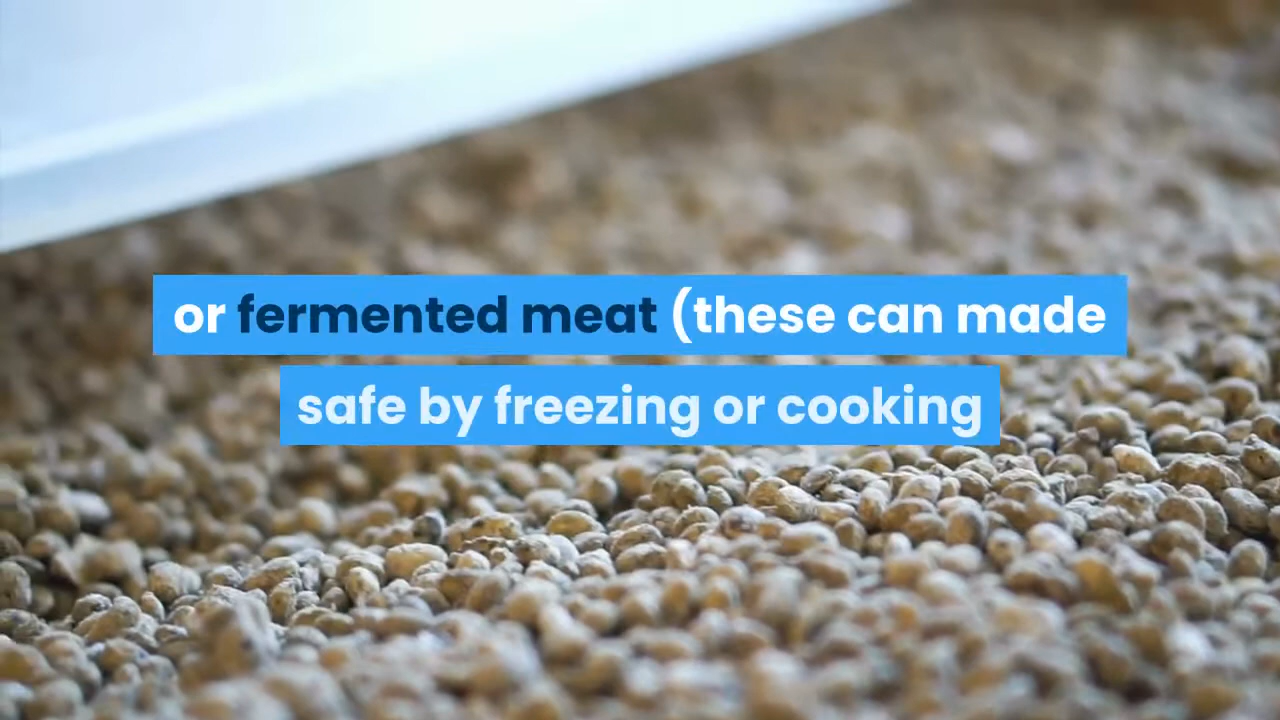 or fermented meat (these can made
safe by freezing or cooking